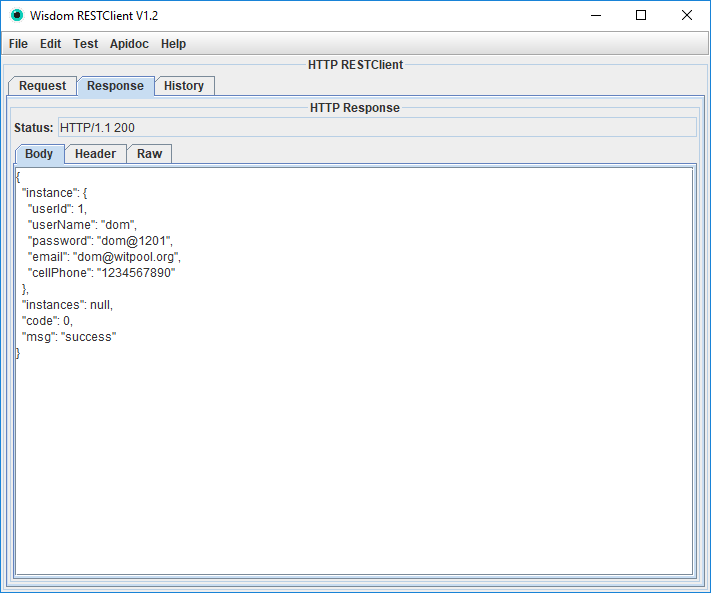 Wisdom RESTClient V1.2
File Edit Test Apidoc Help
HTTP RESTClient
Request Response History
HTTP Response
Status: HTTP/1.1 200
Body Header Raw
{
  "instance": {
    "userId": 1,
    "userName": "dom",
    "password": "dom@1201",
    "email": "dom@witpool.org",
    "cellPhone": "1234567890"
  },
  "instances": null,
  "code": 0,
  "msg": "success"
}